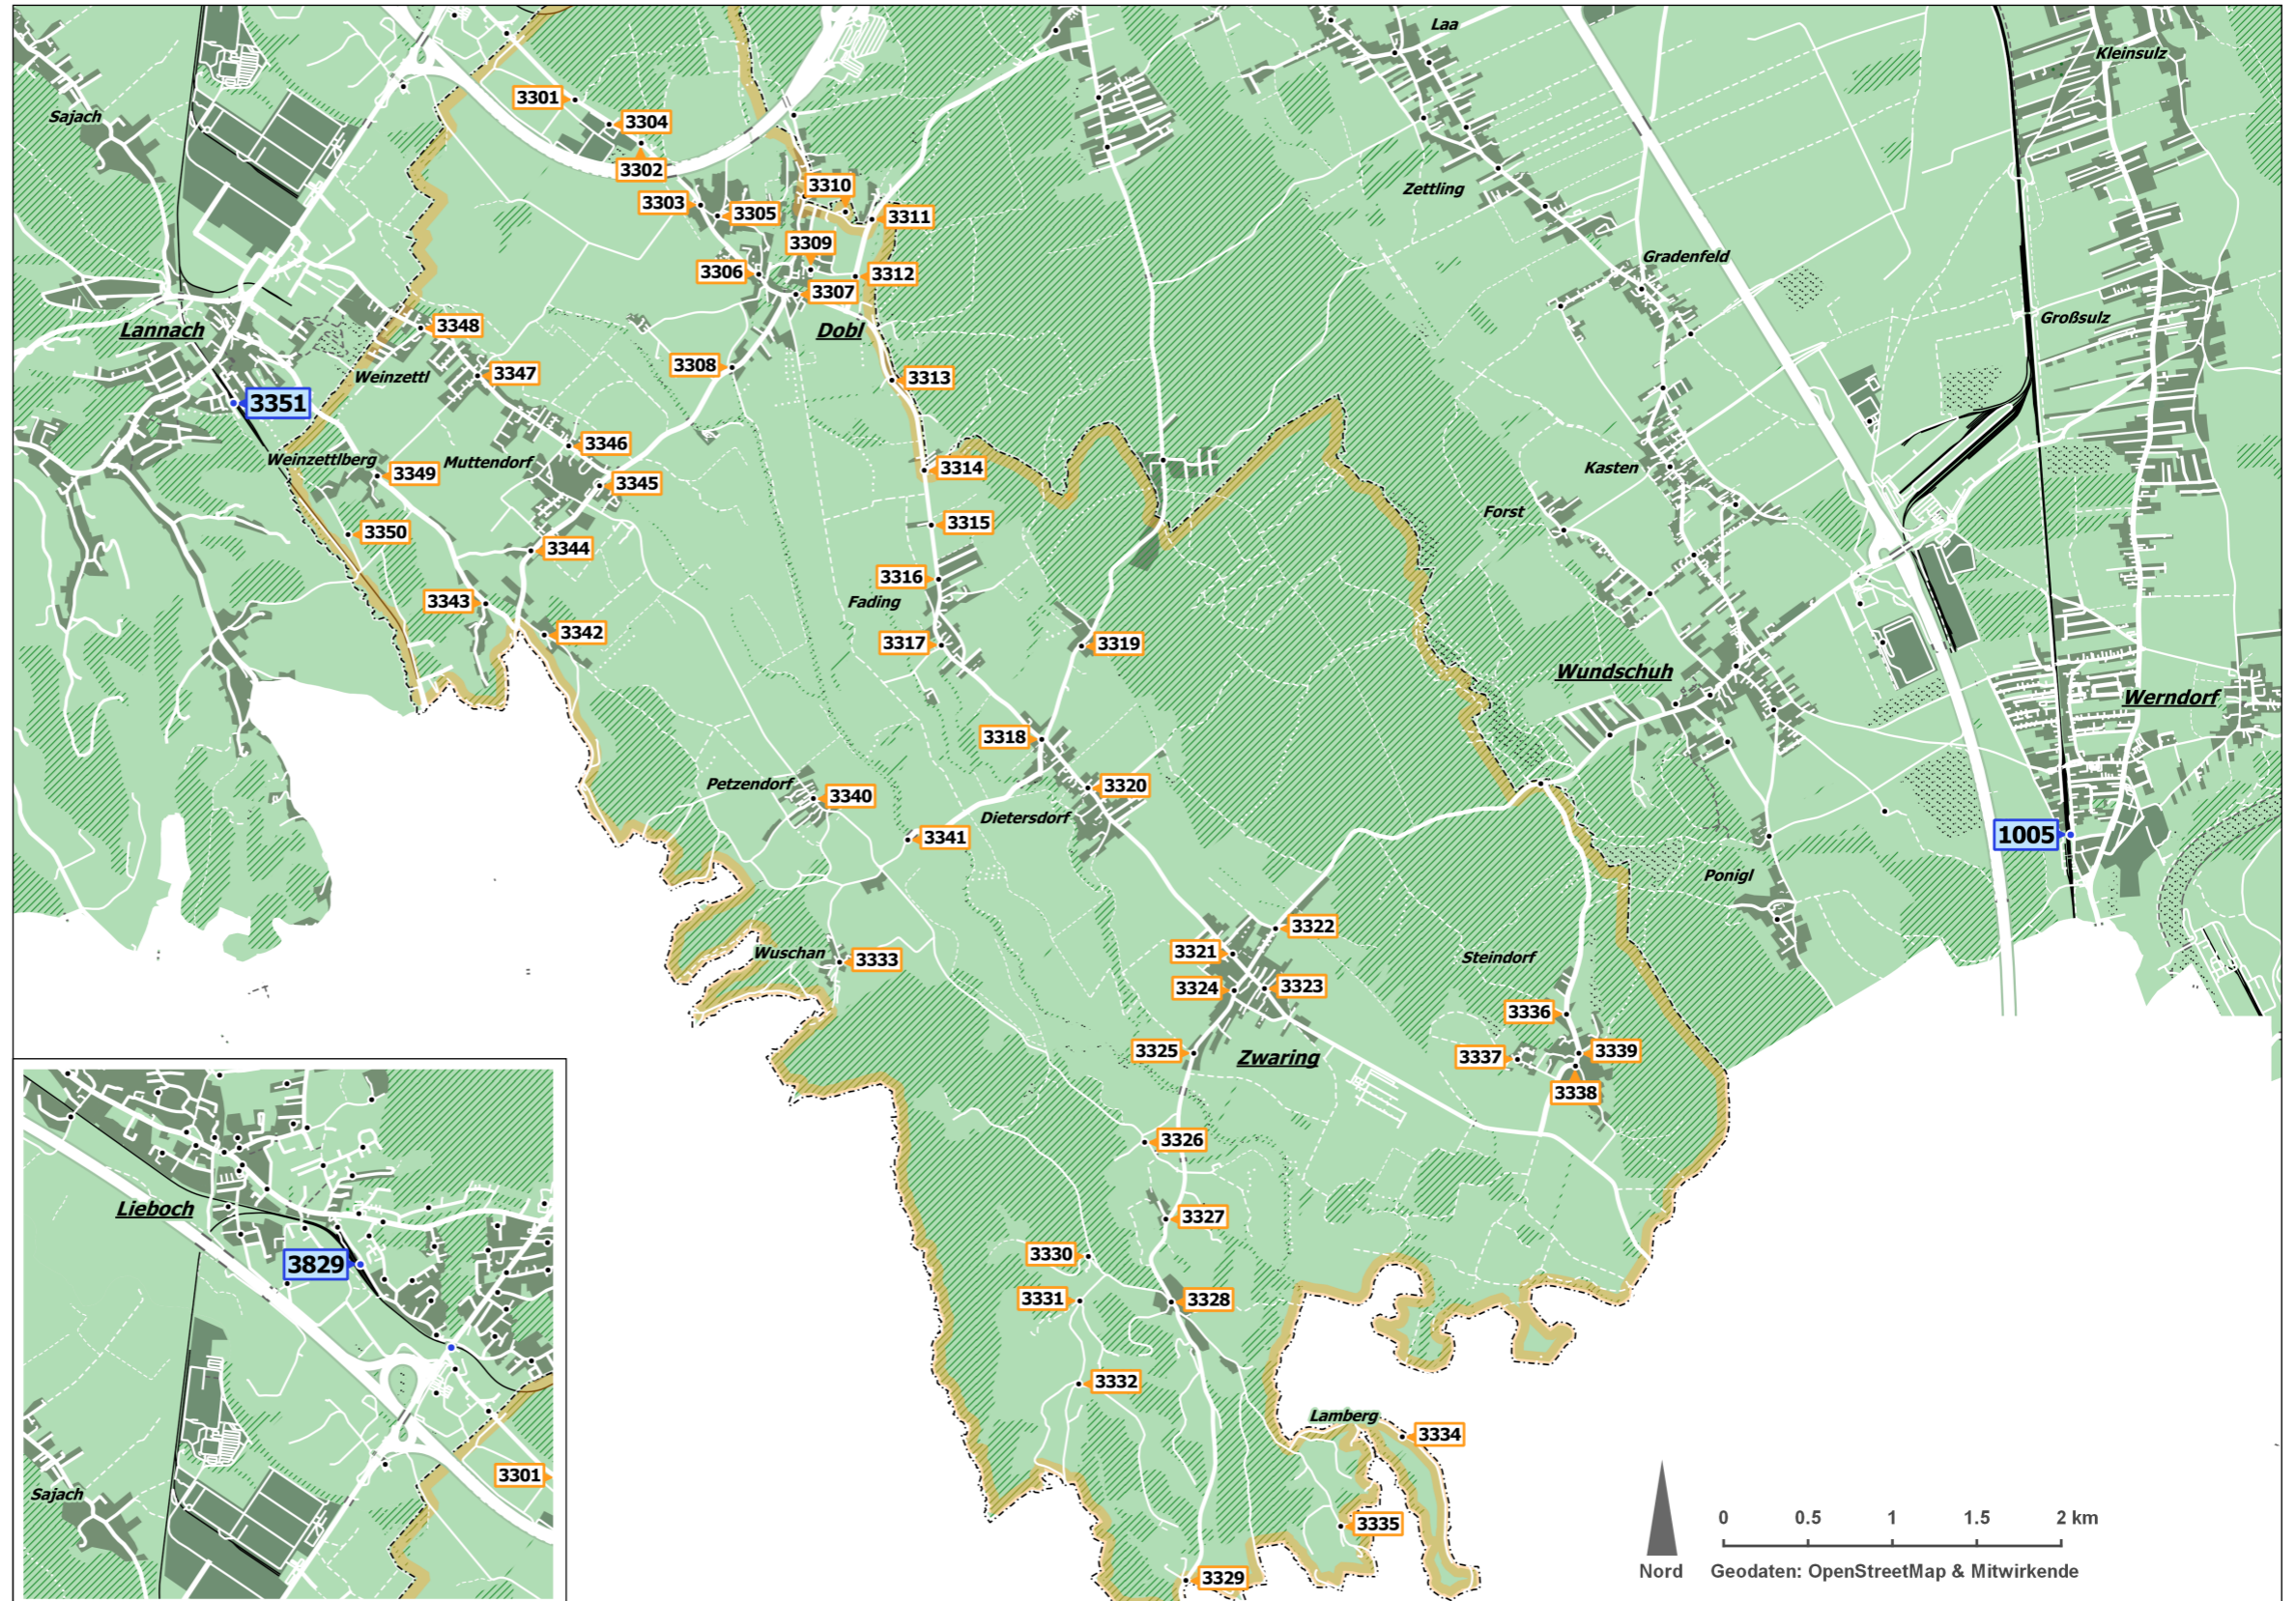 Laa
Kleinsulz
3301
Sajach
3304
3302
3310
Zettling
3303
3305
3311
3309
Gradenfeld
3306
3312
3307
Großsulz
3348
Lannach
Dobl
3308
Weinzettl
3347
3313
3351
3346
Weinzettlberg
Muttendorf
3314
Kasten
3349
3345
Forst
3315
3350
3344
3316
Fading
3343
3342
3317
3319
Wundschuh
Werndorf
3318
Petzendorf
3340
3320
Dietersdorf
3341
1005
Ponigl
3322
3321
Wuschan
3333
Steindorf
3324
3323
3336
3325
Zwaring
3337
3339
3338
3326
Lieboch
3327
3829
3330
3331
3328
3332
Lamberg
3334
3301
Sajach
3335
3329
0 0.5 1 1.5 2 km
Nord
Geodaten: OpenStreetMap & Mitwirkende